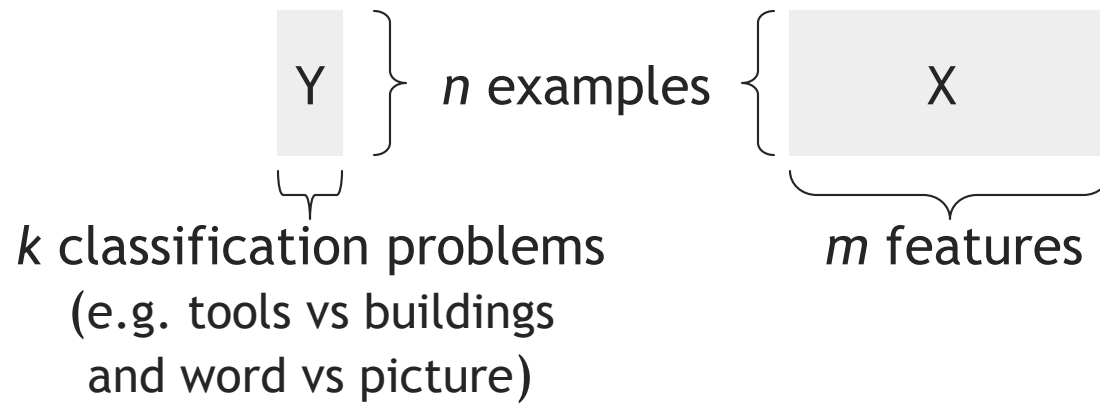 Y n examples X
k classification problems m features
(e.g. tools vs buildings
and word vs picture)